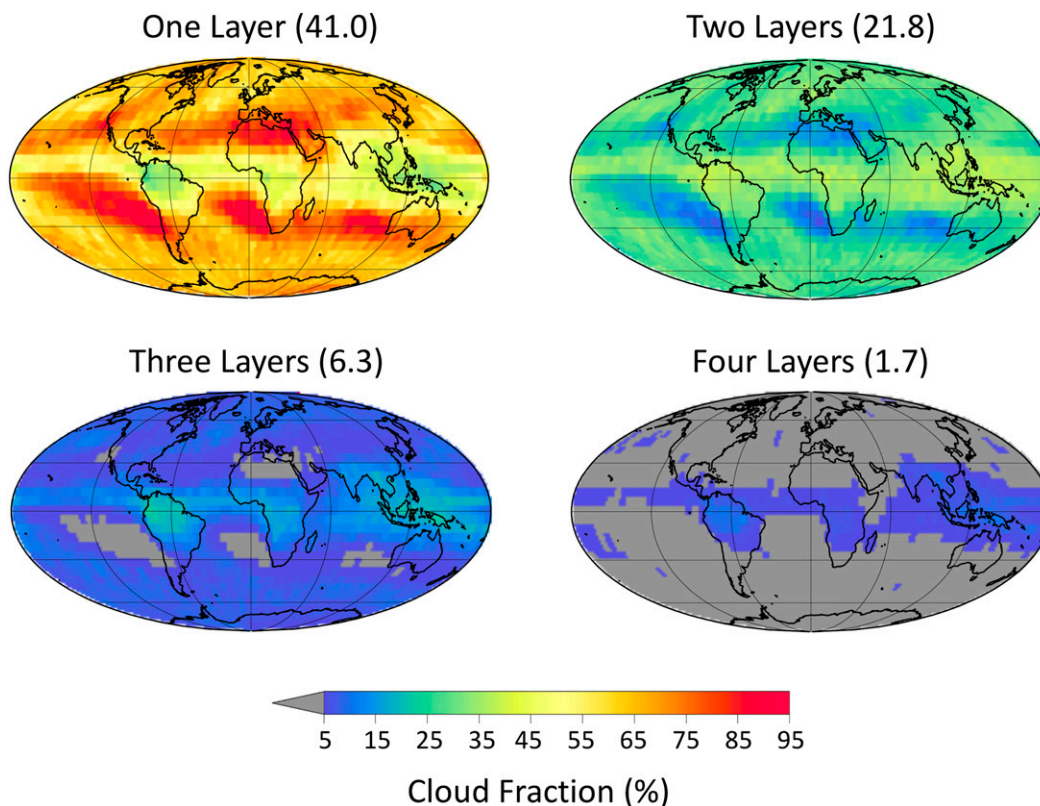 One Layer (41.0)
Two Layers (21.8)
Three Layers (6.3)
Four Layers (1.7)
5 15 25 35 45 55 65 75 85 95
Cloud Fraction (%)